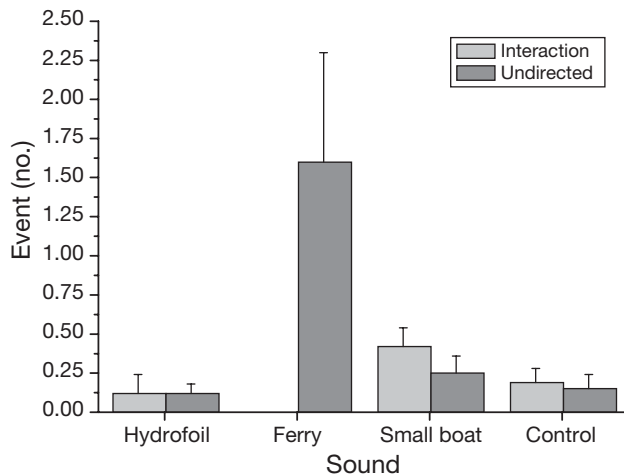 2.50
2.25
2.00
1.75
1.50
1.25
1.00
0.75
0.50
0.25
0.00
Event (no.)
Interaction
Undirected
Hydrofoil Ferry Small boat Control
Sound